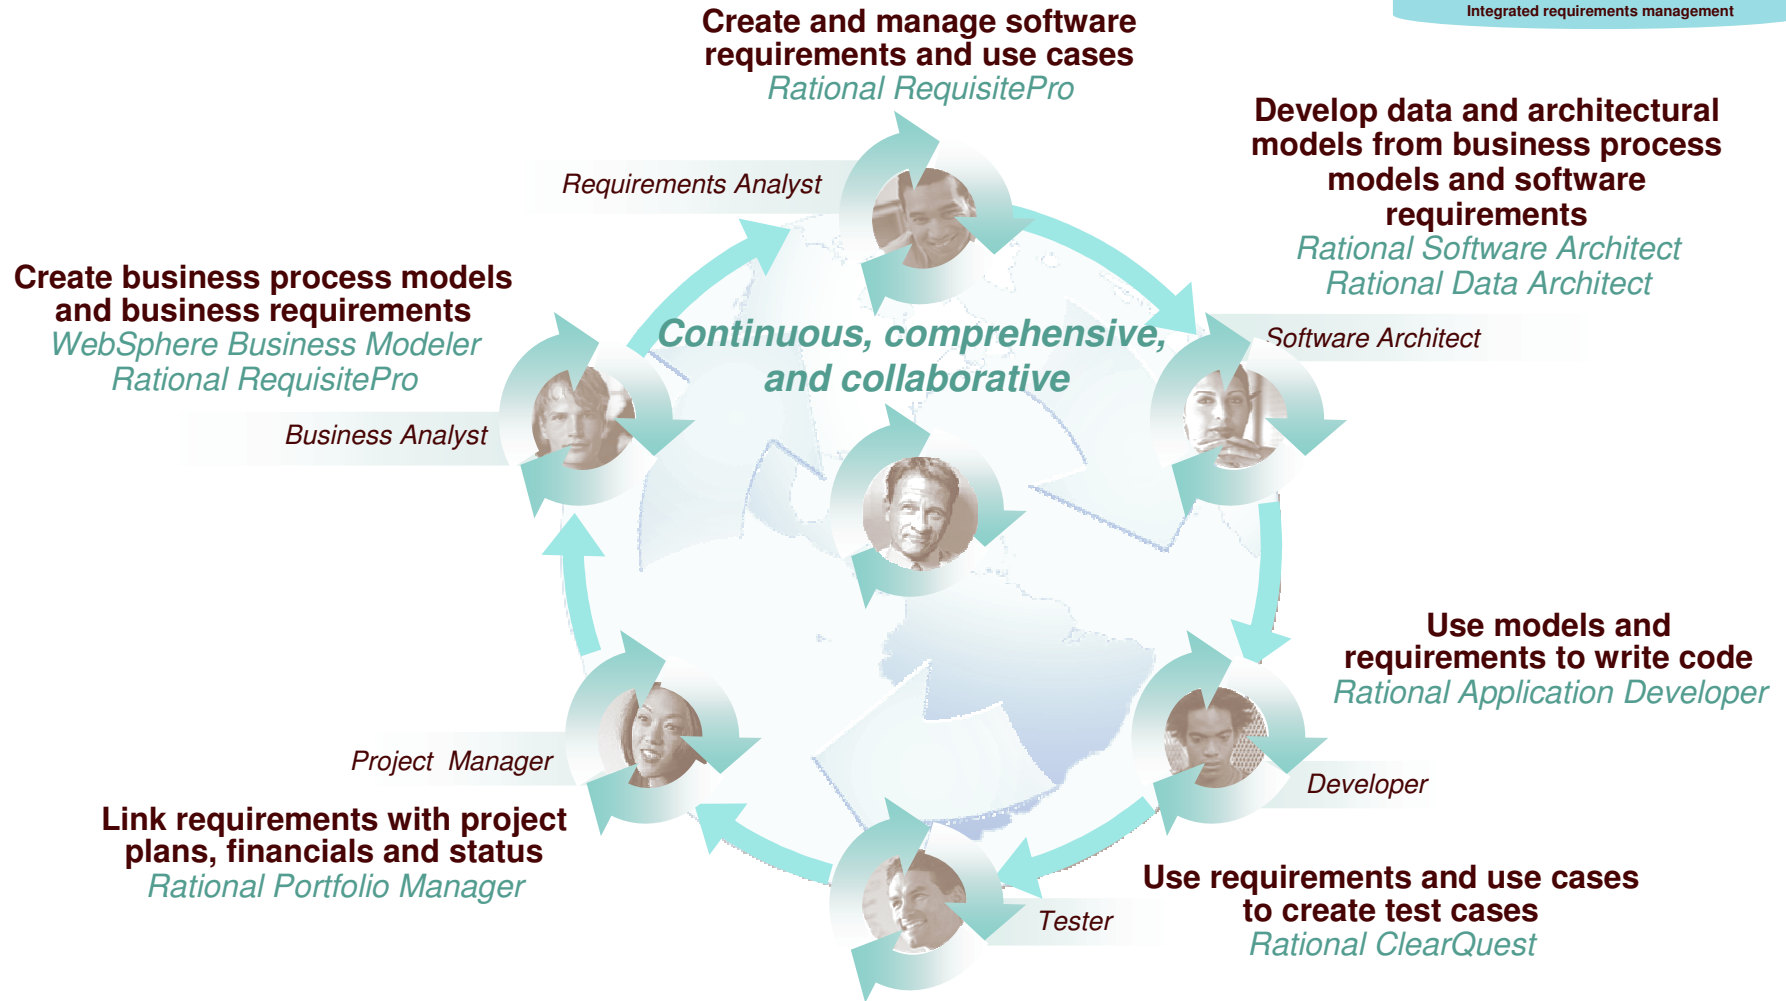 Integrated requirements management
Create and manage software
requirements and use cases
Rational RequisitePro
Requirements Analyst
Develop data and architectural
models from business process
models and software
requirements
Rational Software Architect
Rational Data Architect
Software Architect
Create business process models
and business requirements
WebSphere Business Modeler
Rational RequisitePro
Business Analyst
Continuous, comprehensive,
and collaborative
Use models and
requirements to write code
Rational Application Developer
Developer
Project Manager
Link requirements with project
plans, financials and status
Rational Portfolio Manager
Use requirements and use cases
to create test cases
Rational ClearQuest
Tester